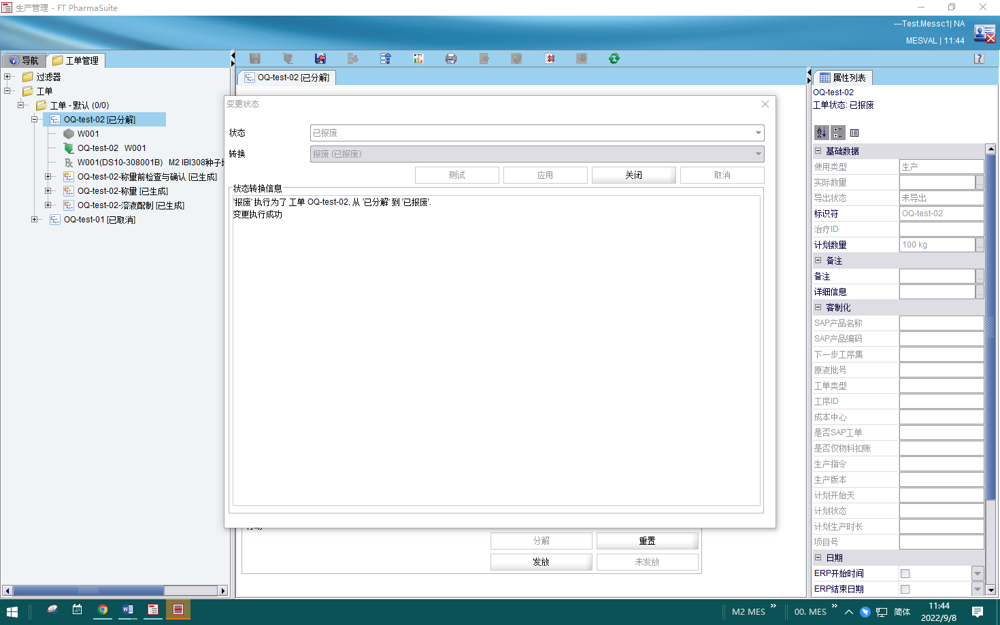 生产管理 - FT PharmaSuite
---Test.Messc1| NA
MESVAL | 11:44
导航
工单管理
过滤器
工单
工单 - 默认 (0/0)
OQ-test-02 [已分解]
W001
OQ-test-02 W001
W001(DS10-308001B) M2 IBI308种子
OQ-test-02-称量前检查与确认 [已生成]
OQ-test-02-称量 [已生成]
OQ-test-02-溶液配制 [已生成]
OQ-test-01 [已取消]
OQ-test-02 [已分解]
变更状态
状态
已报废
转换
报废 (已报废)
测试
应用
关闭
取消
状态转换信息
'报废' 执行为了 工单 OQ-test-02, 从 '已分解' 到 '已报废'.
变更执行成功
分解
重置
发放
未发放
属性列表
OQ-test-02
工单状态: 已报废
基础数据
使用类型 生产
实际数量
导出状态 未导出
标识符 OQ-test-02
治疗ID
计划数量 100 kg
备注
备注
详细信息
客制化
SAP产品名称
SAP产品编码
下一步工序集
原液批号
工单类型
工序ID
成本中心
是否SAP工单
是否仅物料扣账
生产指令
生产版本
计划开始天
计划状态
计划生产时长
项目号
日期
ERP开始时间
ERP结束日期
M2 MES
00. MES
简体
11:44
2022/9/8